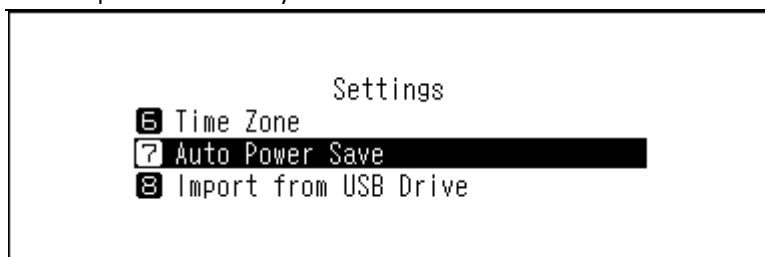 Settings
6 Time Zone
7 Auto Power Save
8 Import from USB Drive